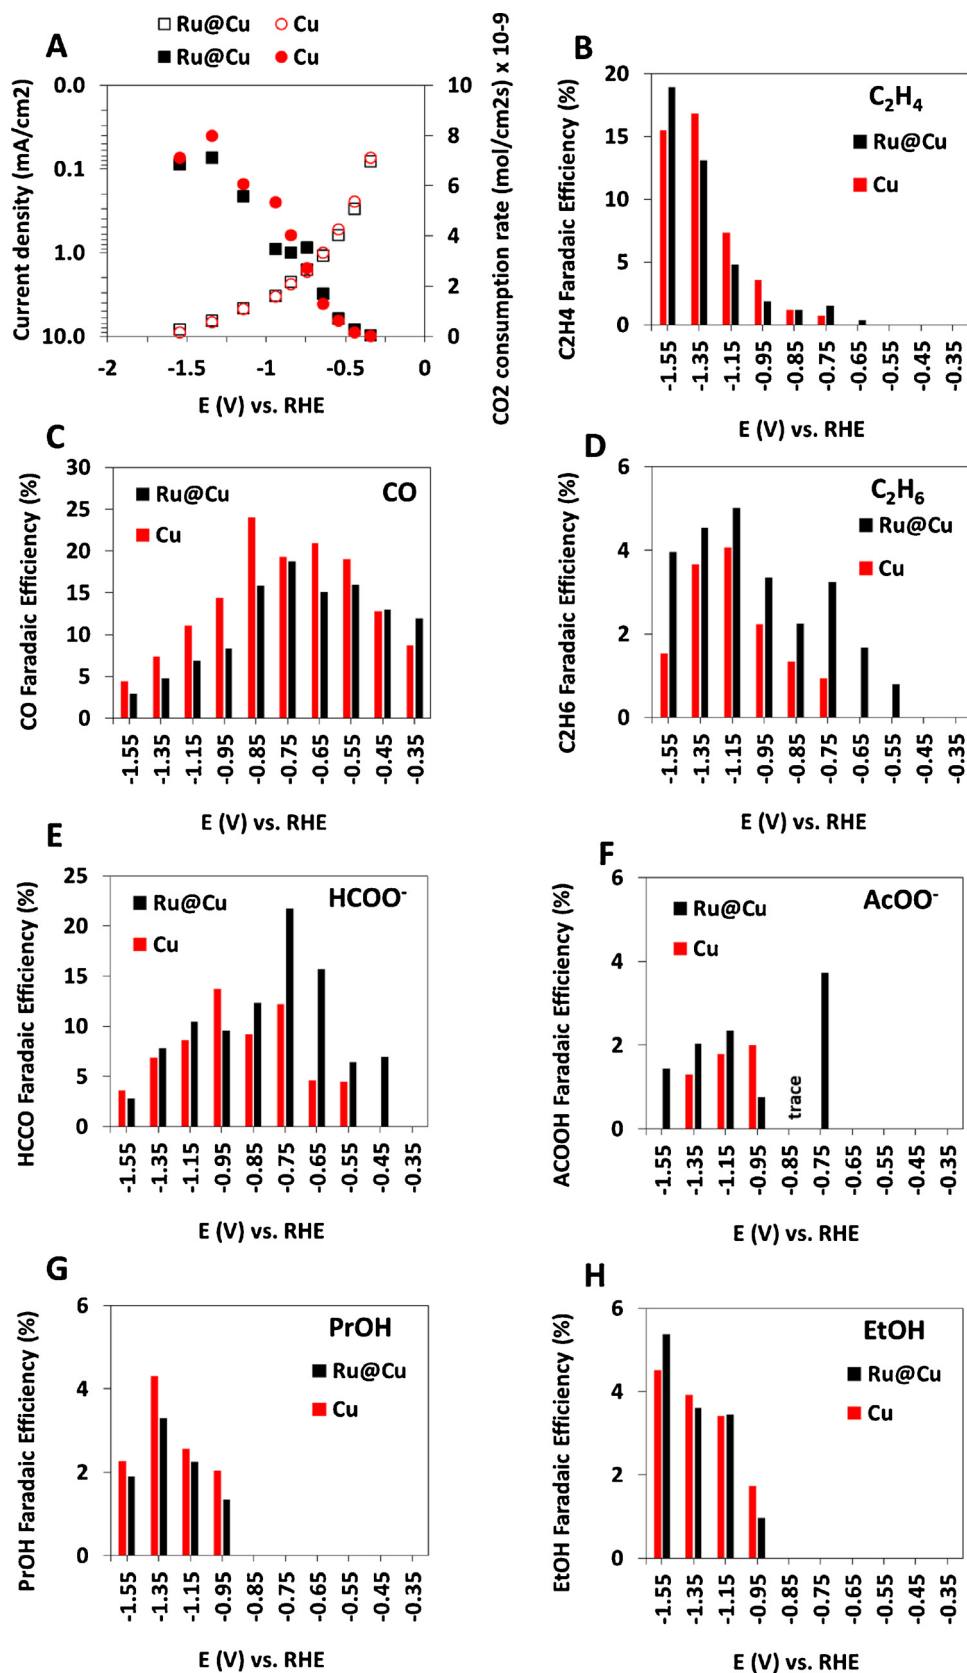 A
Ru@Cu Cu
Ru@Cu Cu
Current density (mA/cm2)
0.0
0.1
1.0
10.0
10
8
6
4
2
0
CO2 consumption rate (mol/cm2s) x 10-9
-2 -1.5 -1 -0.5 0
E (V) vs. RHE
B
C2H4 Faradaic Efficiency (%)
20
15
10
5
0
C₂H₄
Ru@Cu
Cu
-1.55 -1.35 -1.15 -0.95 -0.85 -0.75 -0.65 -0.55 -0.45 -0.35
E (V) vs. RHE
C
CO Faradaic Efficiency (%)
30
25
20
15
10
5
0
Ru@Cu
Cu
CO
-1.55 -1.35 -1.15 -0.95 -0.85 -0.75 -0.65 -0.55 -0.45 -0.35
E (V) vs. RHE
D
C2H6 Faradaic Efficiency (%)
6
4
2
0
C₂H₆
Ru@Cu
Cu
-1.55 -1.35 -1.15 -0.95 -0.85 -0.75 -0.65 -0.55 -0.45 -0.35
E (V) vs. RHE
E
HCCO Faradaic Efficiency (%)
25
20
15
10
5
0
HCOO⁻
Ru@Cu
Cu
-1.55 -1.35 -1.15 -0.95 -0.85 -0.75 -0.65 -0.55 -0.45 -0.35
E (V) vs. RHE
F
ACOOH Faradaic Efficiency (%)
6
4
2
0
Ru@Cu
Cu
AcOO⁻
trace
-1.55 -1.35 -1.15 -0.95 -0.85 -0.75 -0.65 -0.55 -0.45 -0.35
E (V) vs. RHE
G
PrOH Faradaic Efficiency (%)
6
4
2
0
PrOH
Ru@Cu
Cu
-1.55 -1.35 -1.15 -0.95 -0.85 -0.75 -0.65 -0.55 -0.45 -0.35
E (V) vs. RHE
H
EtOH Faradaic Efficiency (%)
6
4
2
0
EtOH
Ru@Cu
Cu
-1.55 -1.35 -1.15 -0.95 -0.85 -0.75 -0.65 -0.55 -0.45 -0.35
E (V) vs. RHE